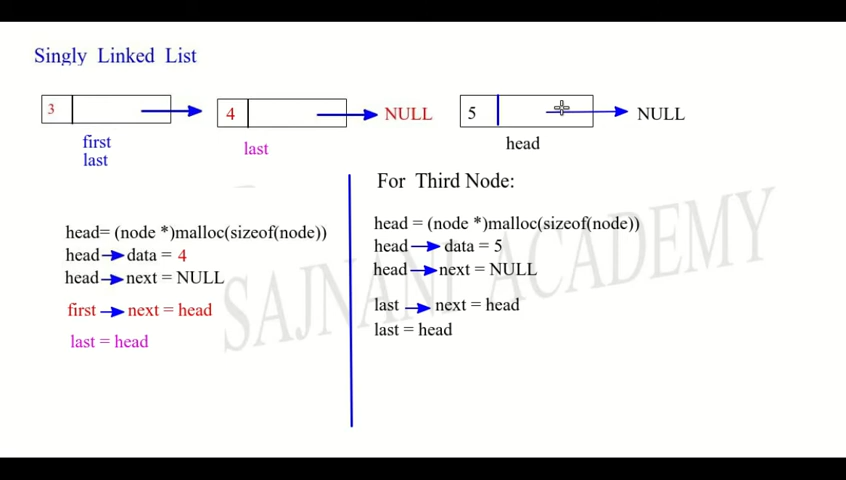 Singly Linked List
3
4
NULL
5
NULL
first
last
last
head
For Third Node:
head= (node *)malloc(sizeof(node))
head data = 4
head next = NULL
first next = head
last = head
head = (node *)malloc(sizeof(node))
head data = 5
head next = NULL
last next = head
last = head
SAJNANI ACADEMY